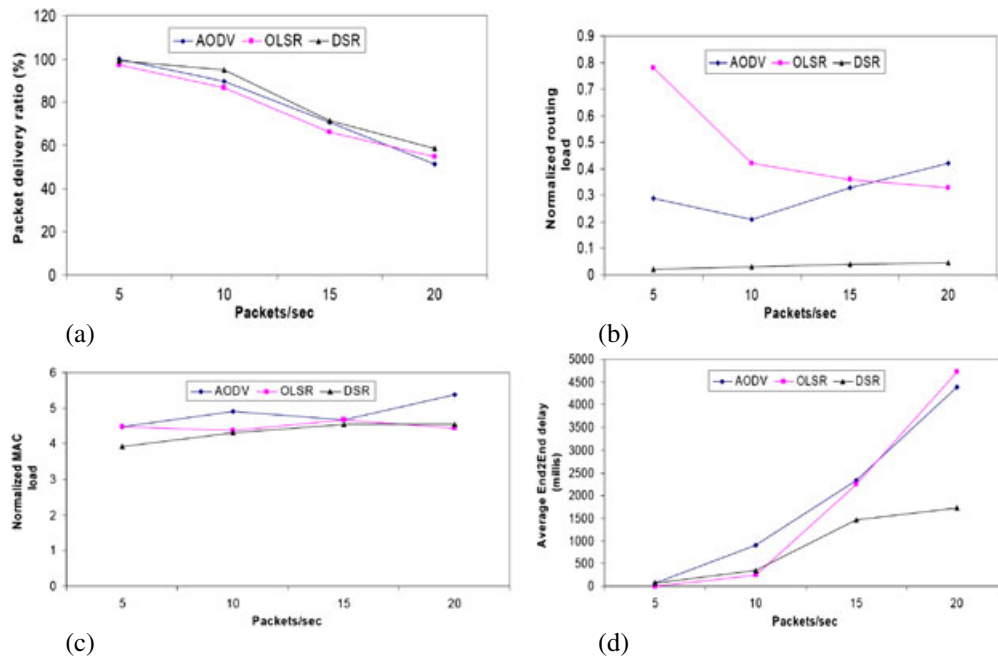 120
100
80
60
40
20
0
Packet delivery ratio (%)
AODV OLSR DSR
5 10 15 20
Packets/sec
(a)
0.9
0.8
0.7
0.6
0.5
0.4
0.3
0.2
0.1
0
Normalized routing
load
AODV OLSR DSR
5 10 15 20
Packets/sec
(b)
6
5
4
3
2
1
0
Normalized MAC
load
AODV OLSR DSR
5 10 15 20
Packets/sec
(c)
5000
4500
4000
3500
3000
2500
2000
1500
1000
500
0
Average End2End delay
(millis)
AODV OLSR DSR
5 10 15 20
Packets/sec
(d)